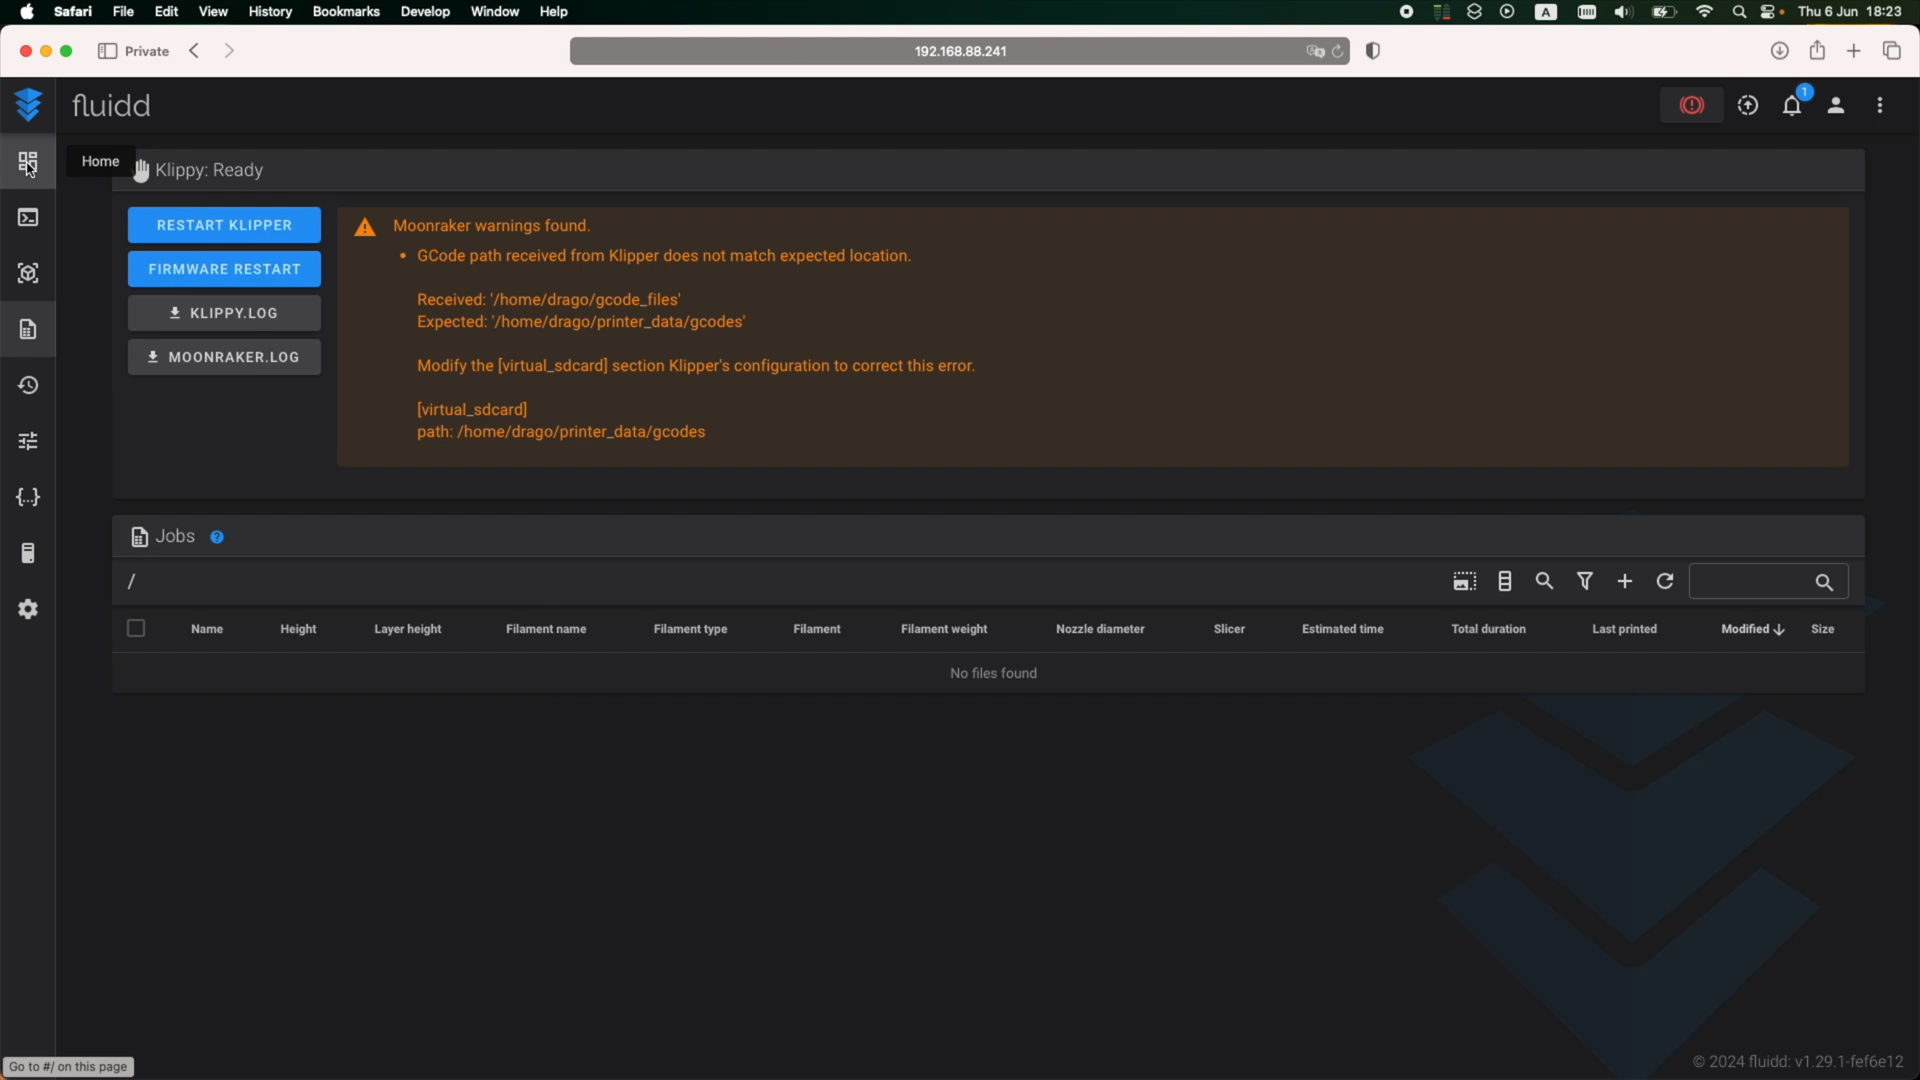 Safari File Edit View History Bookmarks Develop Window Help
A
Thu 6 Jun 18:23
Private
192.168.88.241
fluidd
1
Home
Klippy: Ready
RESTART KLIPPER
FIRMWARE RESTART
KLIPPY.LOG
MOONRAKER.LOG
Moonraker warnings found.
• GCode path received from Klipper does not match expected location.
Received: '/home/drago/gcode_files'
Expected: '/home/drago/printer_data/gcodes'
Modify the [virtual_sdcard] section Klipper's configuration to correct this error.
[virtual_sdcard]
path: /home/drago/printer_data/gcodes
Jobs ?
/
Name Height Layer height Filament name Filament type Filament Filament weight Nozzle diameter Slicer Estimated time Total duration Last printed Modified Size
No files found
Go to #/ on this page
© 2024 fluidd: v1.29.1-fef6e12